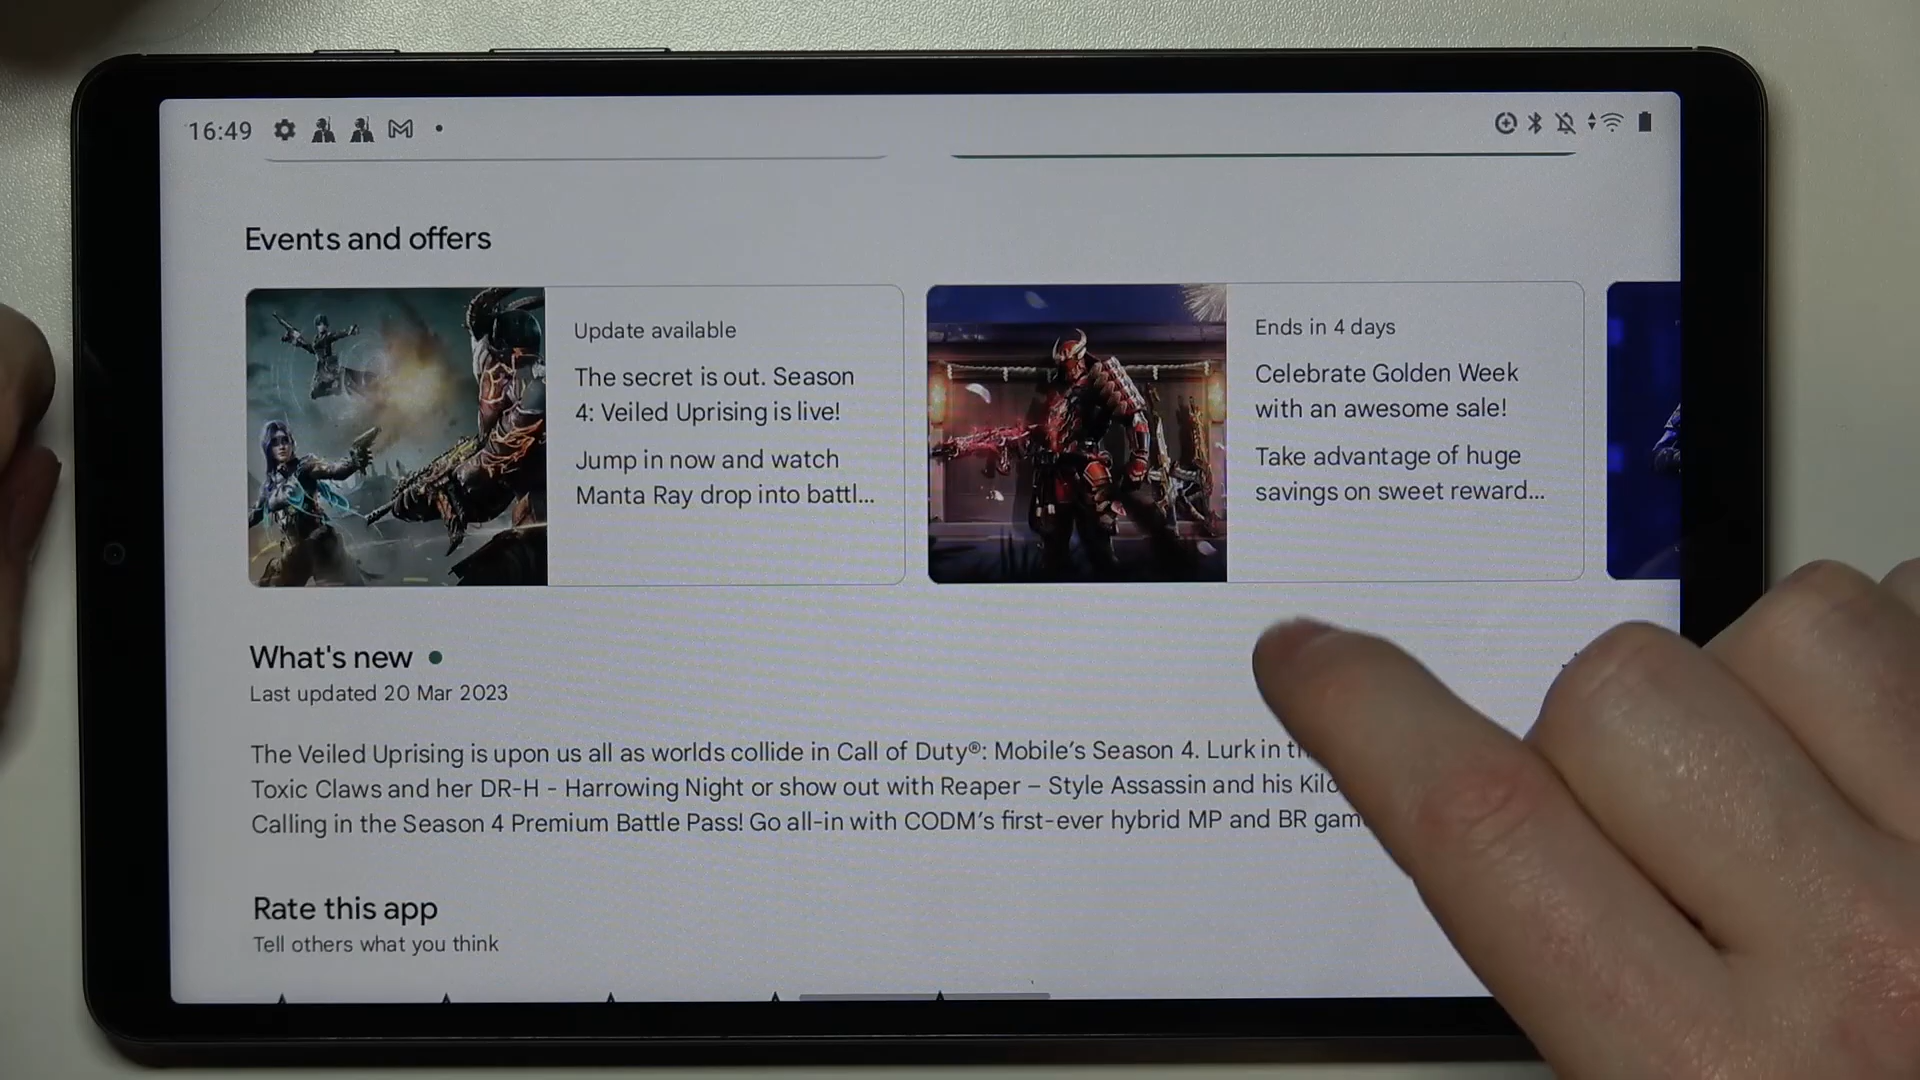 16:49
Events and offers
Update available
The secret is out. Season
4: Veiled Uprising is live!
Jump in now and watch
Manta Ray drop into battl...
Ends in 4 days
Celebrate Golden Week
with an awesome sale!
Take advantage of huge
savings on sweet reward...
What's new
Last updated 20 Mar 2023
The Veiled Uprising is upon us all as worlds collide in Call of Duty®: Mobile's Season 4. Lurk in
Toxic Claws and her DR-H - Harrowing Night or show out with Reaper – Style Assassin and his
Calling in the Season 4 Premium Battle Pass! Go all-in with CODM's first-ever hybrid MP and BR
Rate this app
Tell others what you think